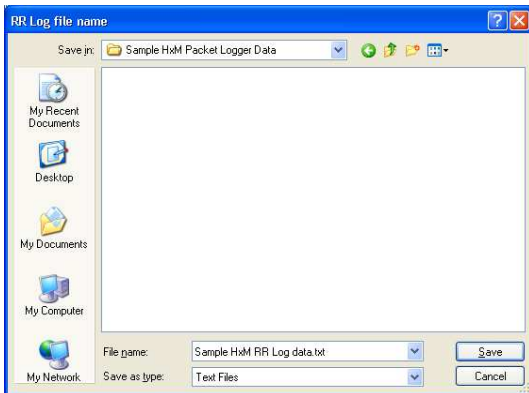 RR Log file name
Save in: Sample HxM Packet Logger Data
My Recent
Documents
Desktop
My Documents
My Computer
My Network
File name: Sample HxM RR Log data.txt Save
Save as type: Text Files Cancel